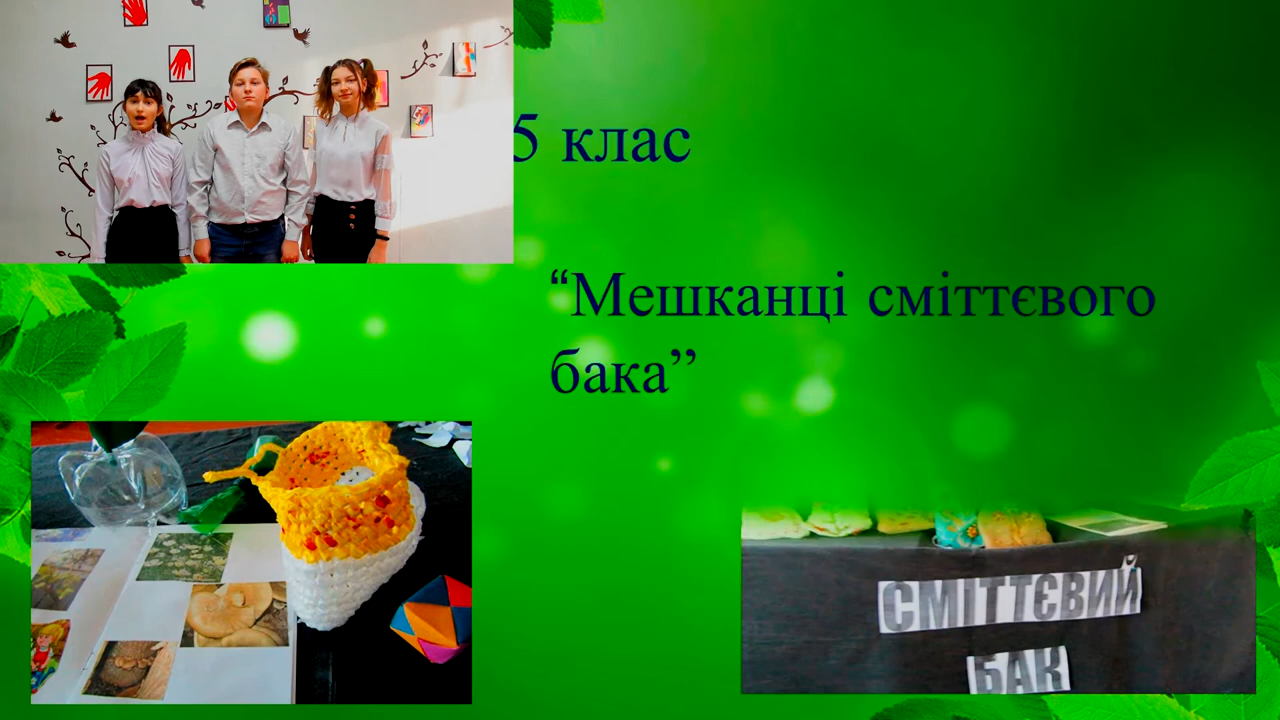 5 клас
“Мешканці сміттєвого
бака”
СМІТТЄВИЙ
БАК